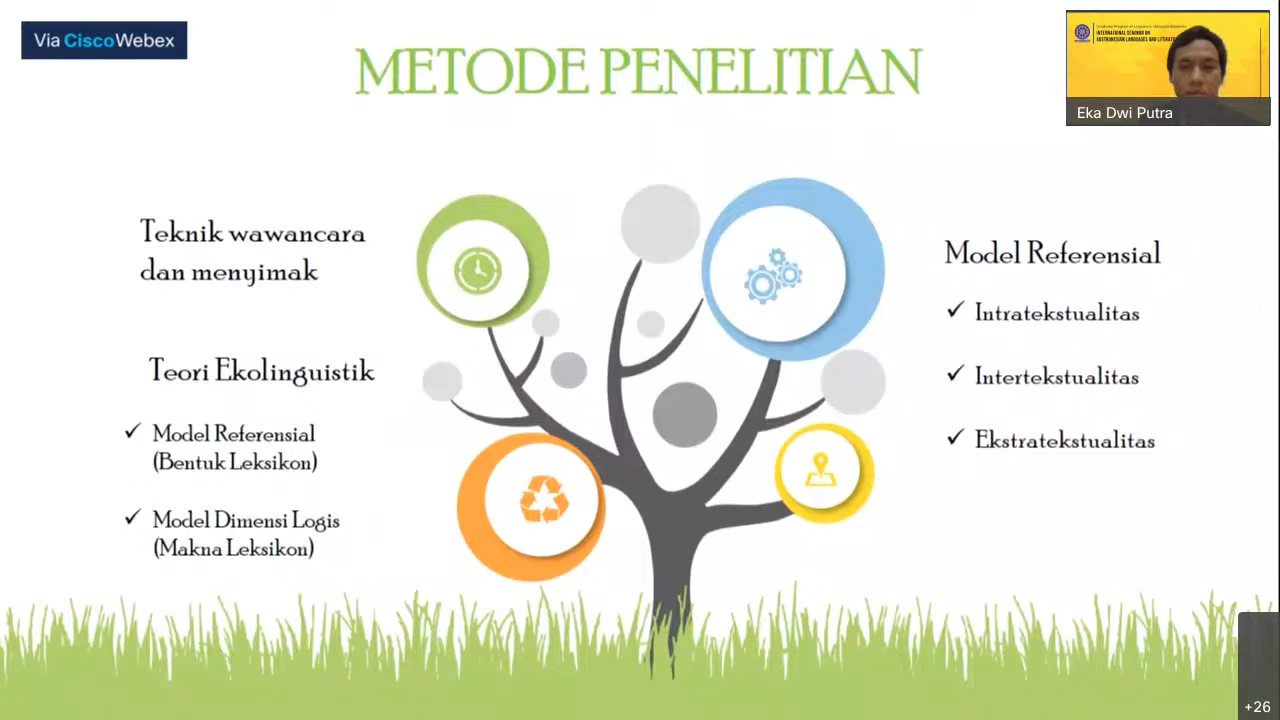 Via CiscoWebex
METODE PENELITIAN
INTERNATIONAL SEMINAR ON
Eka Dwi Putra
Teknik wawancara
dan menyimak
Teori Ekolinguistik
✓ Model Referensial
(Bentuk Leksikon)
✓ Model Dimensi Logis
(Makna Leksikon)
Model Referensial
✓ Intratekstualitas
✓ Intertekstualitas
✓ Ekstratekstualitas
+26